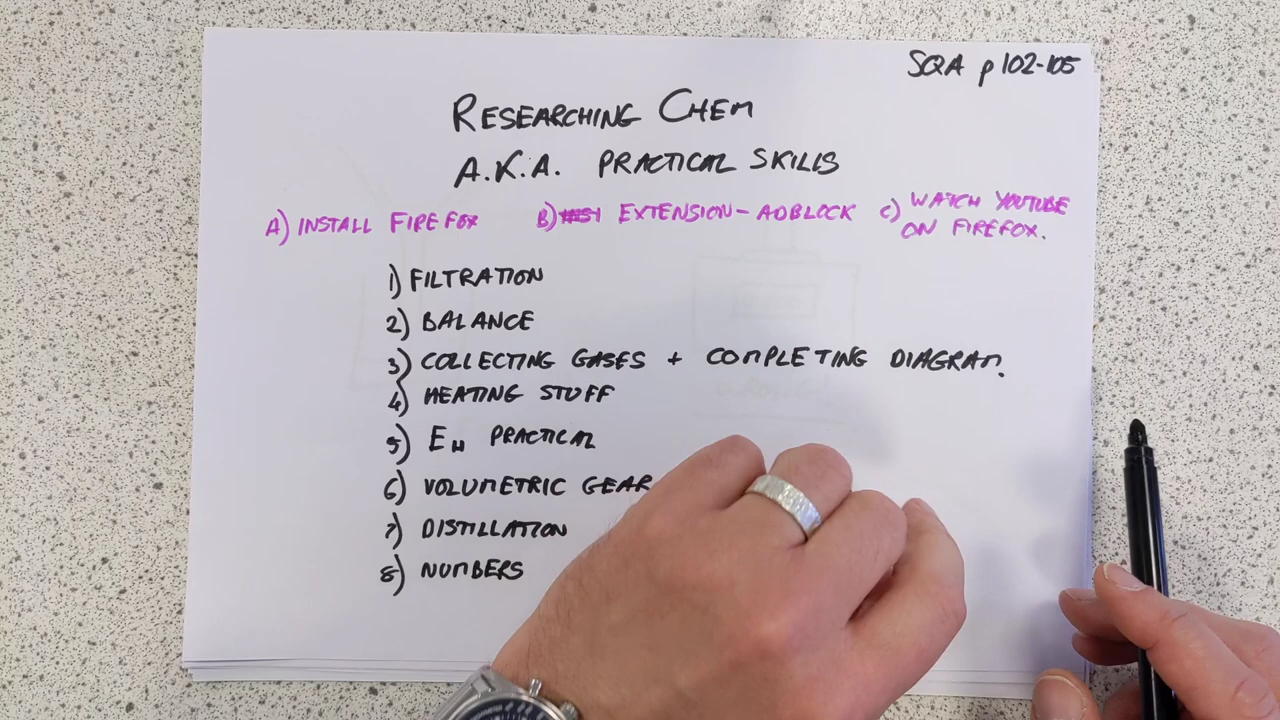 SQA p102-105
RESEARCHING CHEM
A.K.A. PRACTICAL SKILLS
A) INSTALL FIREFOX B) EXTENSION - ADBLOCK C) WATCH YOUTUBE
ON FIREFOX.
1) FILTRATION
2) BALANCE
3) COLLECTING GASES + COMPLETING DIAGRAM.
4) HEATING STUFF
5) EH PRACTICAL
6) VOLUMETRIC GEAR
7) DISTILLATION
8) NUMBERS